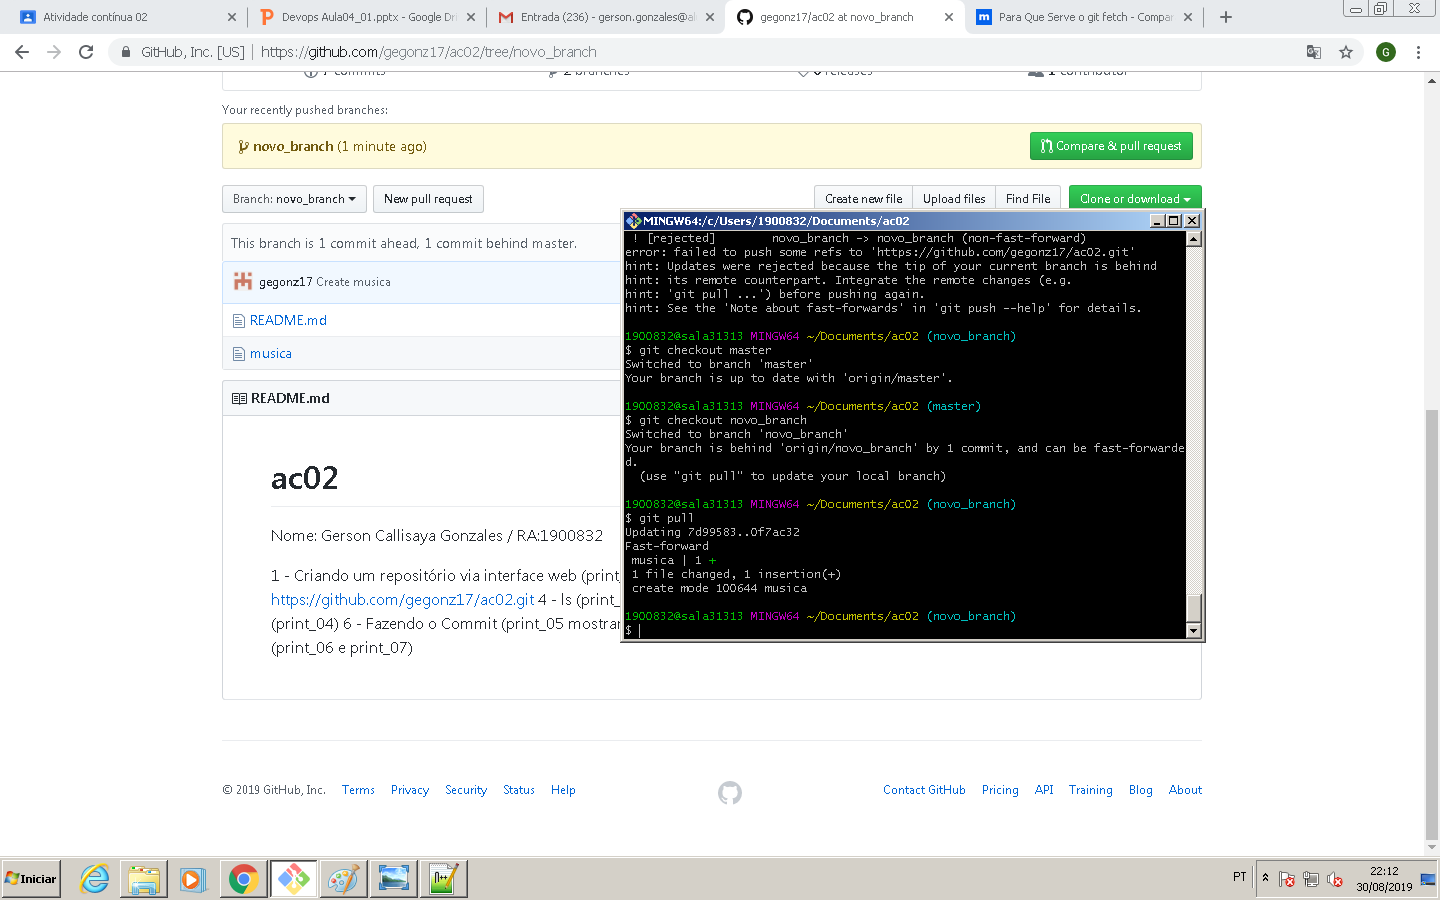 Atividade contínua 02
Devops Aula04_01.pptx - Google Dri
Entrada (236) - gerson.gonzales@al
gegonz17/ac02 at novo_branch
Para Que Serve o git fetch - Compar
GitHub, Inc. [US] | https://github.com/gegonz17/ac02/tree/novo_branch
G
7 commits
2 branches
0 releases
1 contributor
Your recently pushed branches:
novo_branch (1 minute ago)
Compare & pull request
Branch: novo_branch
New pull request
Create new file
Upload files
Find File
Clone or download
This branch is 1 commit ahead, 1 commit behind master.
gegonz17 Create musica
README.md
musica
README.md
ac02
Nome: Gerson Callisaya Gonzales / RA:1900832
1 - Criando um repositório via interface web (print_
https://github.com/gegonz17/ac02.git 4 - ls (print_
(print_04) 6 - Fazendo o Commit (print_05 mostran
(print_06 e print_07)
MINGW64:/c/Users/1900832/Documents/ac02
! [rejected]        novo_branch -> novo_branch (non-fast-forward)
error: failed to push some refs to 'https://github.com/gegonz17/ac02.git'
hint: Updates were rejected because the tip of your current branch is behind
hint: its remote counterpart. Integrate the remote changes (e.g.
hint: 'git pull ...') before pushing again.
hint: See the 'Note about fast-forwards' in 'git push --help' for details.
1900832@sala31313 MINGW64 ~/Documents/ac02 (novo_branch)
$ git checkout master
Switched to branch 'master'
Your branch is up to date with 'origin/master'.
1900832@sala31313 MINGW64 ~/Documents/ac02 (master)
$ git checkout novo_branch
Switched to branch 'novo_branch'
Your branch is behind 'origin/novo_branch' by 1 commit, and can be fast-forwarde
d.
(use "git pull" to update your local branch)
1900832@sala31313 MINGW64 ~/Documents/ac02 (novo_branch)
$ git pull
Updating 7d99583..0f7ac32
Fast-forward
musica | 1 +
1 file changed, 1 insertion(+)
create mode 100644 musica
1900832@sala31313 MINGW64 ~/Documents/ac02 (novo_branch)
$
© 2019 GitHub, Inc.
Terms
Privacy
Security
Status
Help
Contact GitHub
Pricing
API
Training
Blog
About
Iniciar
PT
22:12
30/08/2019